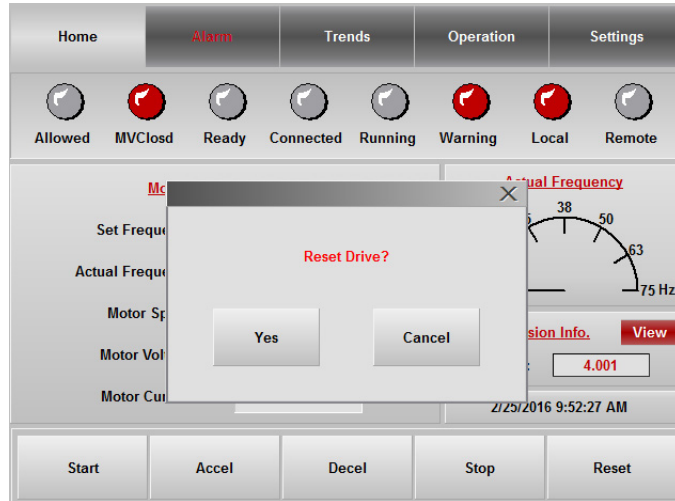 Home Alarm Trends Operation Settings
Allowed MVClosd Ready Connected Running Warning Local Remote
Actual Frequency
Set Freque
38
50
63
75 Hz
Reset Drive?
Actual Freque
Motor Sp
Yes Cancel
Info. View
Motor Vol
4.001
Motor Cur
2/25/2016 9:52:27 AM
Start Accel Decel Stop Reset